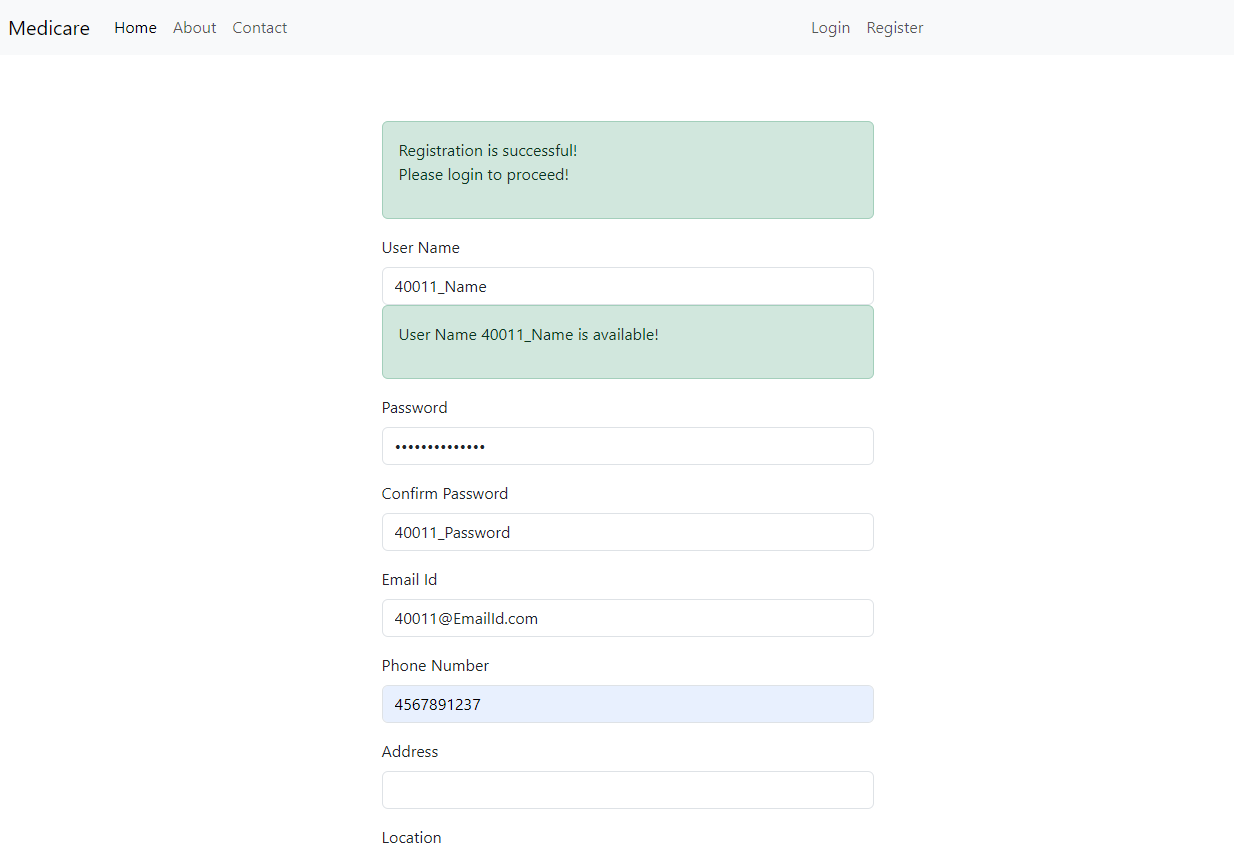 Medicare Home About Contact Login Register
Registration is successful!
Please login to proceed!
User Name
40011_Name
User Name 40011_Name is available!
Password
••••••••••••••
Confirm Password
40011_Password
Email Id
40011@EmailId.com
Phone Number
4567891237
Address
Location